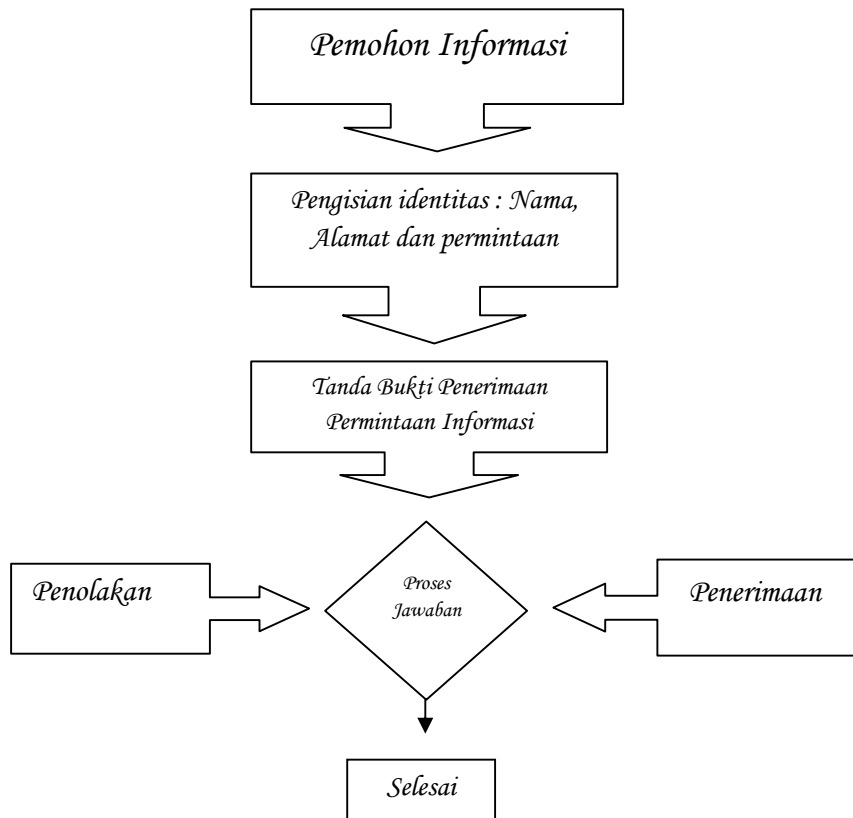 Pemohon Informasi
Pengisian identitas : Nama,
Alamat dan permintaan
Tanda Bukti Penerimaan
Permintaan Informasi
Penolakan
Proses
Jawaban
Penerimaan
Selesai